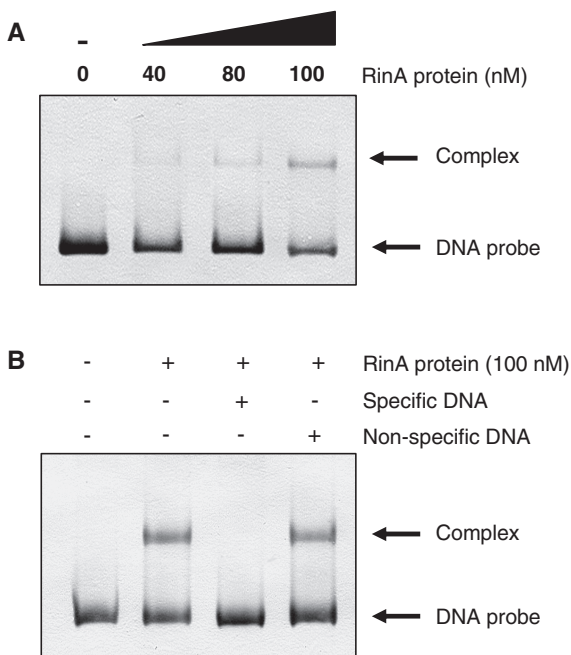 A
-
0 40 80 100 RinA protein (nM)
Complex
DNA probe
B
- + + + RinA protein (100 nM)
- - + - Specific DNA
- - - + Non-specific DNA
Complex
DNA probe